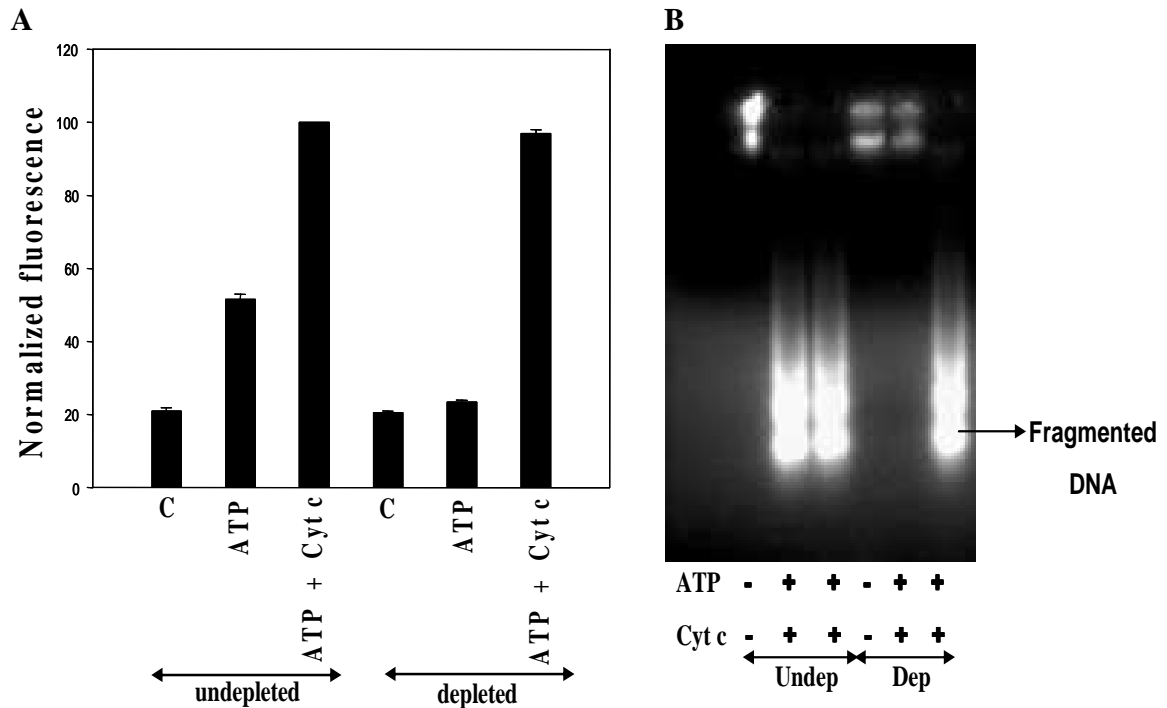 A
Normalized fluorescence
120
100
80
60
40
20
0
C
ATP
ATP + Cyt c
C
ATP
ATP + Cyt c
undepleted
depleted
B
Fragmented
DNA
ATP - + + - + +
Cyt c - + + - + +
Undep Dep